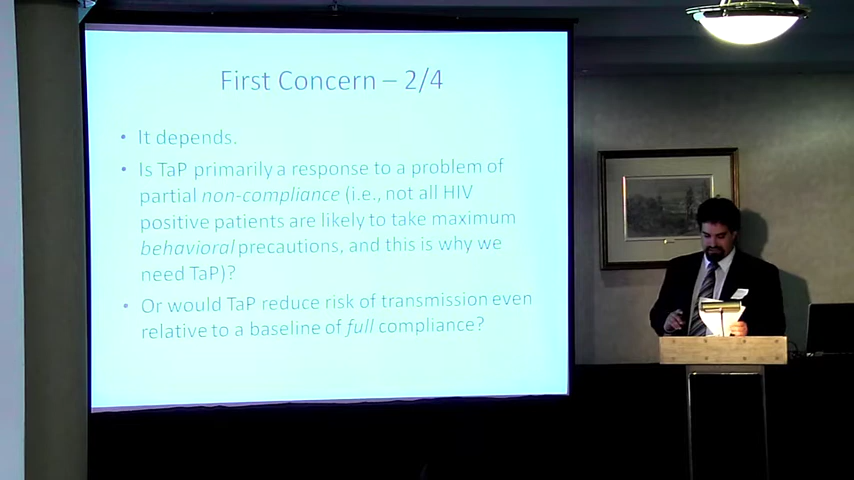 First Concern – 2/4
• It depends.
• Is TaP primarily a response to a problem of
partial non-compliance (i.e., not all HIV
positive patients are likely to take maximum
behavioral precautions, and this is why we
need TaP)?
• Or would TaP reduce risk of transmission even
relative to a baseline of full compliance?